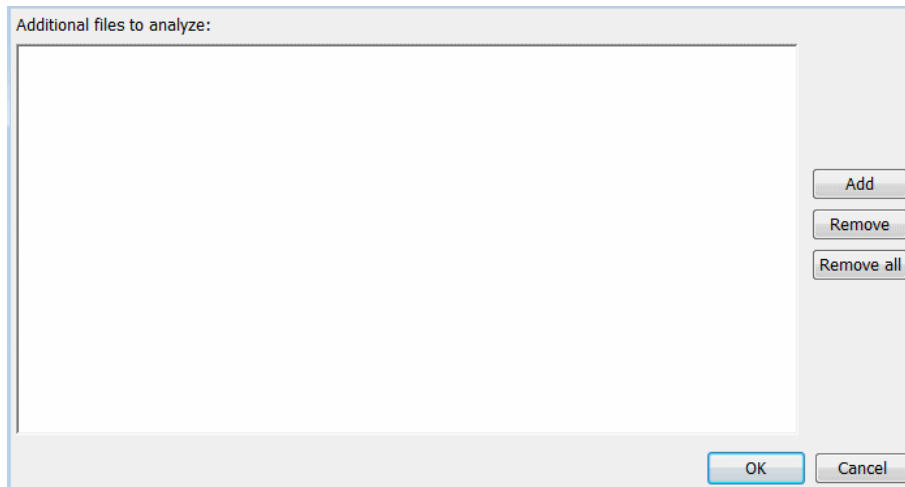 Additional files to analyze:
Add
Remove
Remove all
OK
Cancel